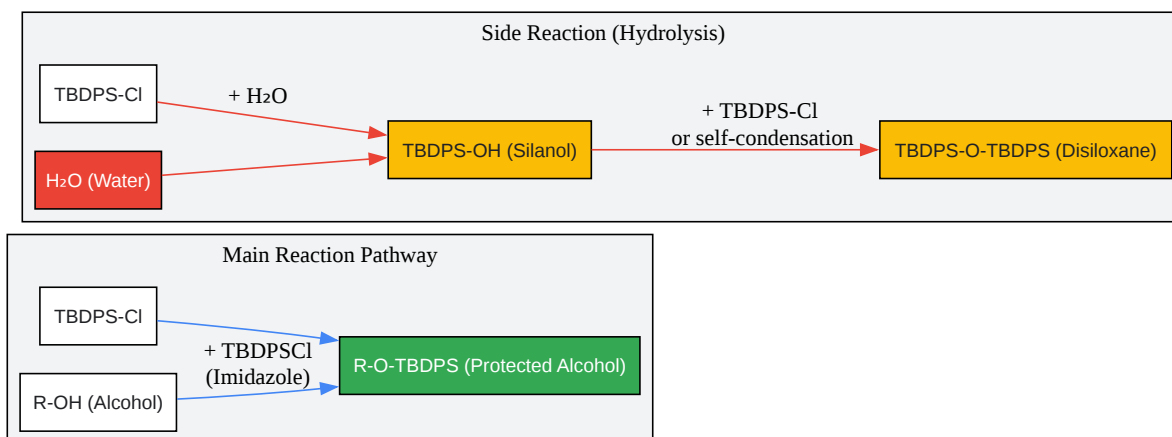 Side Reaction (Hydrolysis)
TBDPS-Cl
+ H₂O
H₂O (Water)
TBDPS-OH (Silanol)
+ TBDPS-Cl
or self-condensation
TBDPS-O-TBDPS (Disiloxane)
Main Reaction Pathway
TBDPS-Cl
+ TBDPSCl
(Imidazole)
R-OH (Alcohol)
R-O-TBDPS (Protected Alcohol)